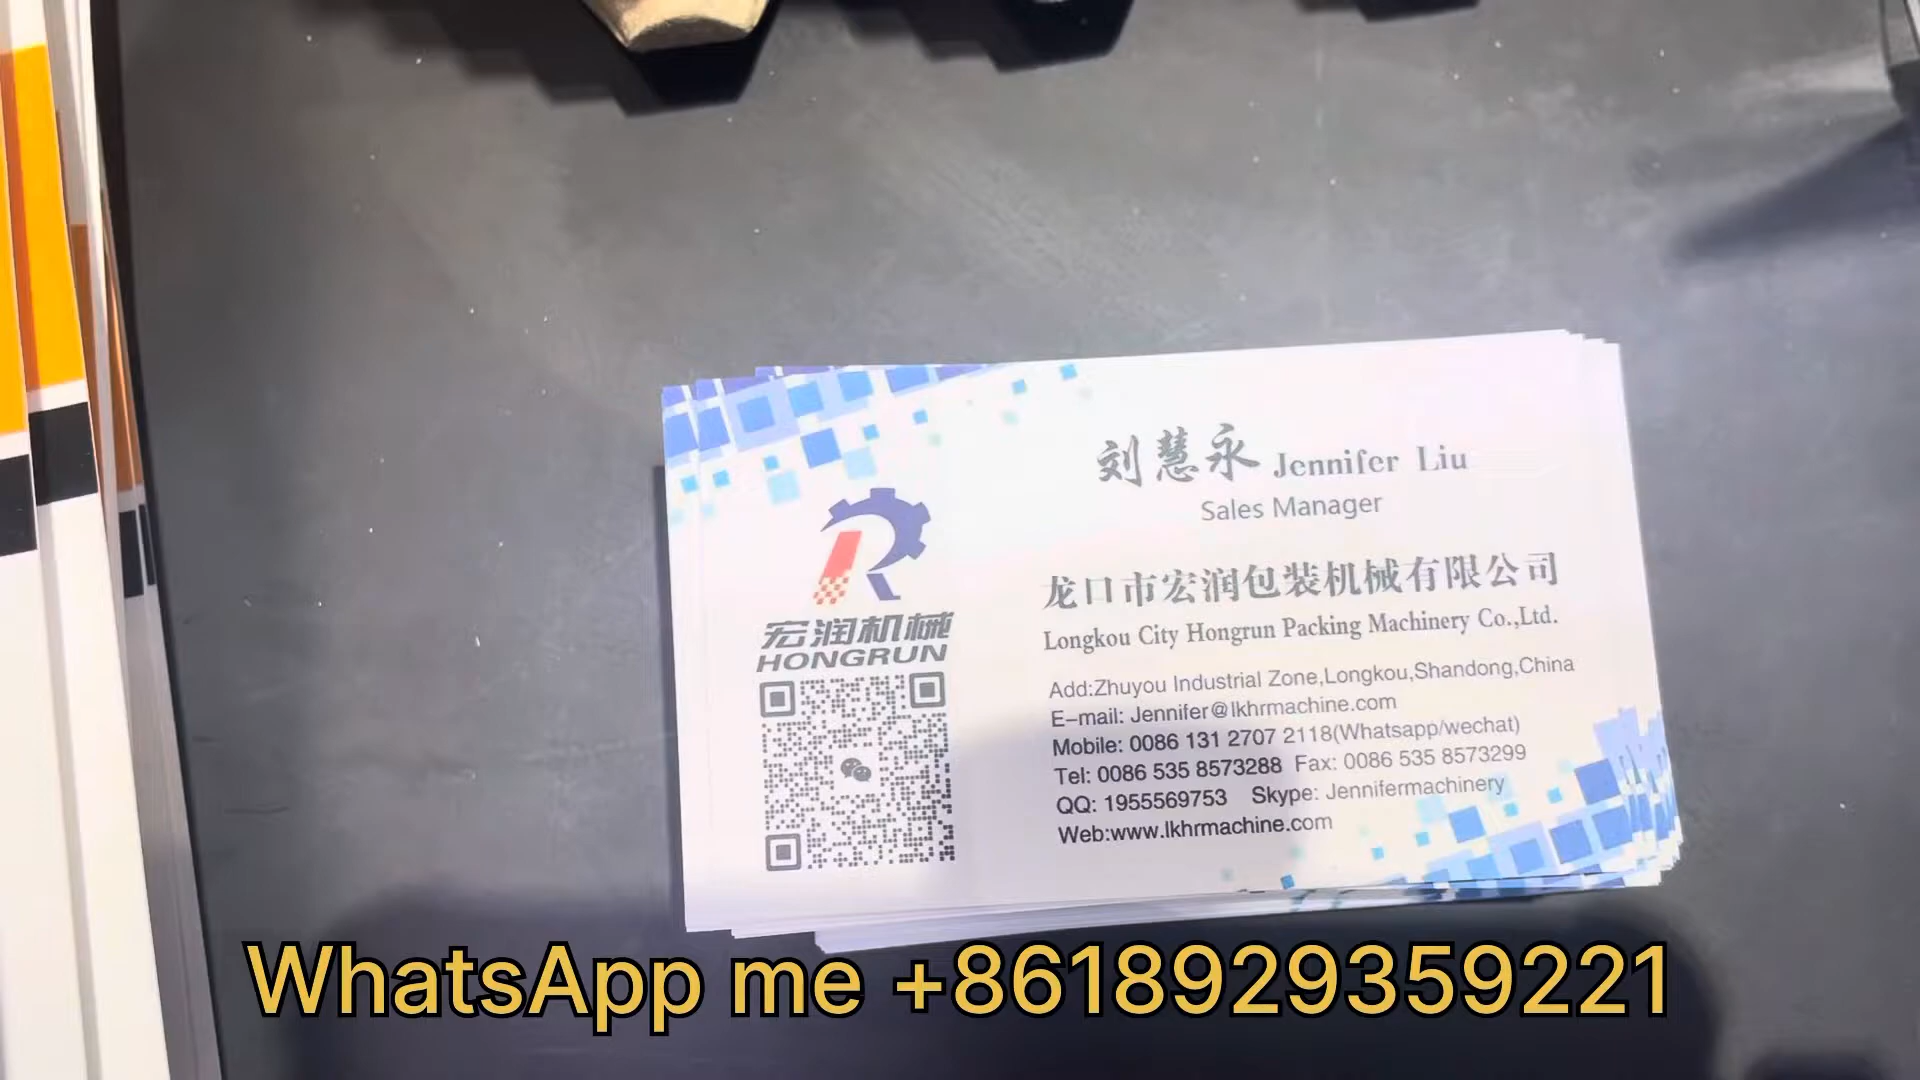 刘慧永 Jennifer Liu
Sales Manager
龙口市宏润包装机械有限公司
Longkou City Hongrun Packing Machinery Co.,Ltd.
宏润机械
HONGRUN
Add:Zhuyou Industrial Zone,Longkou,Shandong,China
E-mail: Jennifer@lkhrmachine.com
Mobile: 0086 131 2707 2118(Whatsapp/wechat)
Tel: 0086 535 8573288 Fax: 0086 535 8573299
QQ: 1955569753 Skype: Jennifermachinery
Web:www.lkhrmachine.com
WhatsApp me +8618929359221